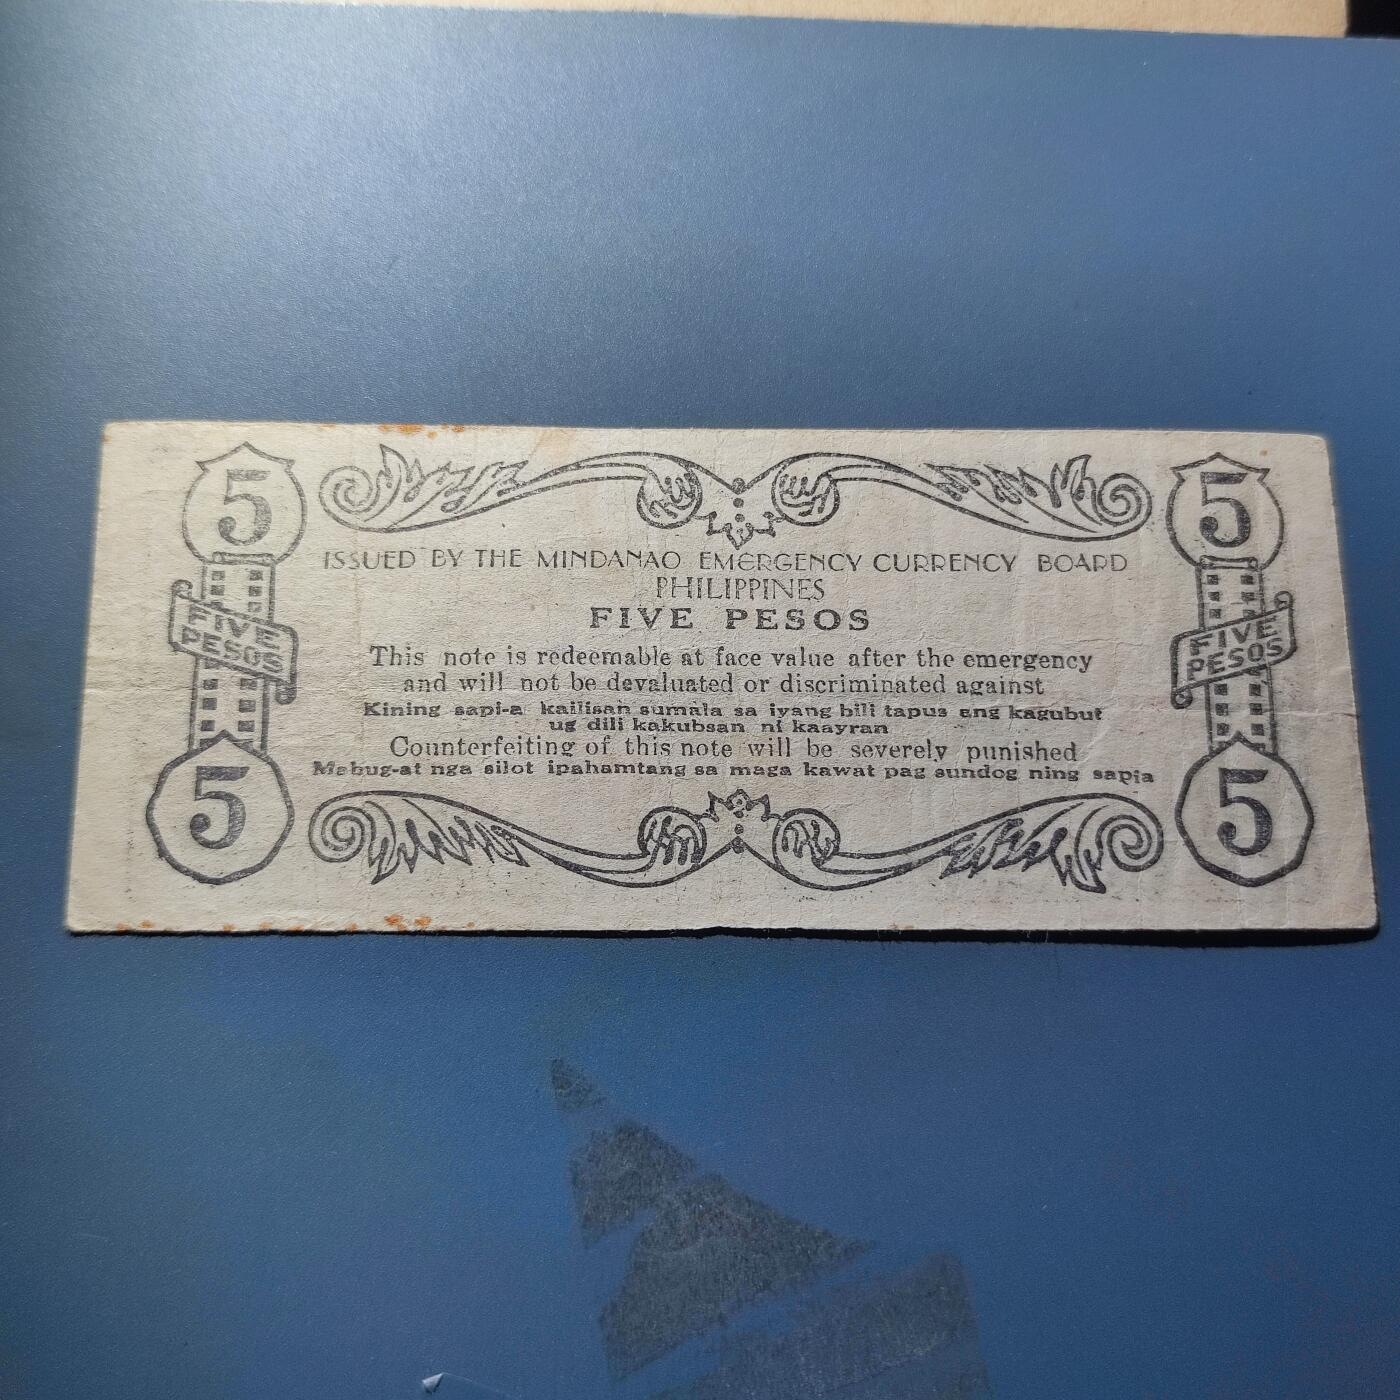 5 5
ISSUED BY THE MINDANAO EMERGENCY CURRENCY BOARD
PHILIPPINES
FIVE PESOS
FIVE PESOS
FIVE PESOS
This note is redeemable at face value after the emergency
and will not be devaluated or discriminated against
Kining sapi-a kailisan sumala sa iyang bili tapus ang kagubut
ug dili kakubsan ni kaayran
Counterfeiting of this note will be severely punished
Mabug-at nga silot ipahamtang sa maga kawat pag sundog ning sapia
5 5